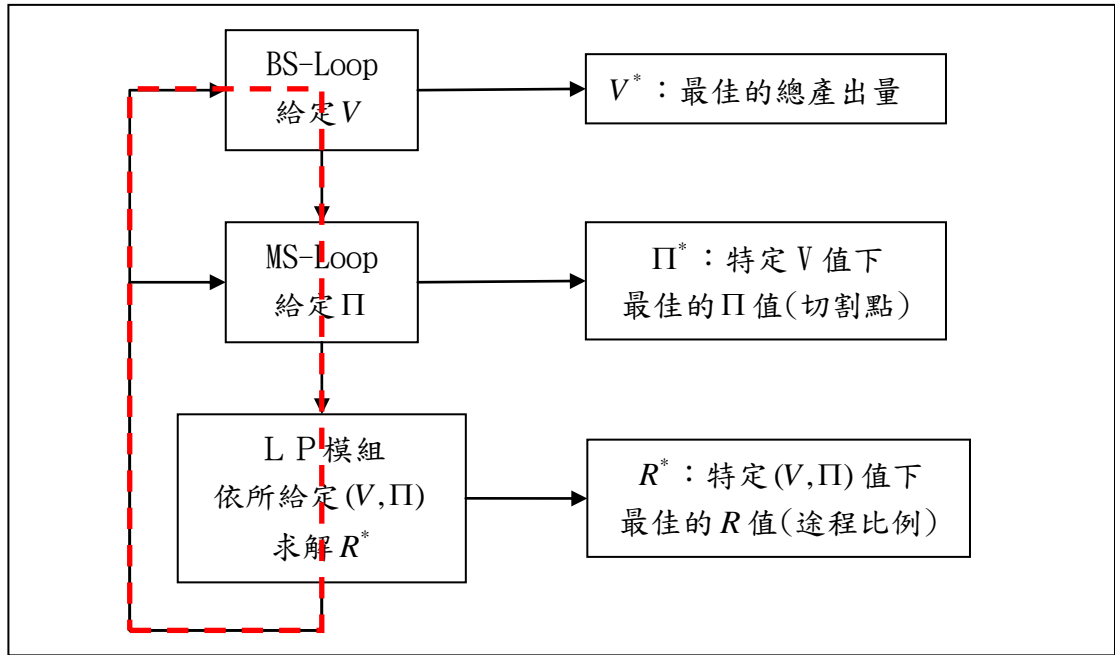 BS-Loop
給定V
V*：最佳的總產出量
MS-Loop
給定Π
Π*：特定 V 值下
最佳的Π值(切割點)
L P模組
依所給定(V,Π)
求解R*
R*：特定(V,Π)值下
最佳的R值(途程比例)